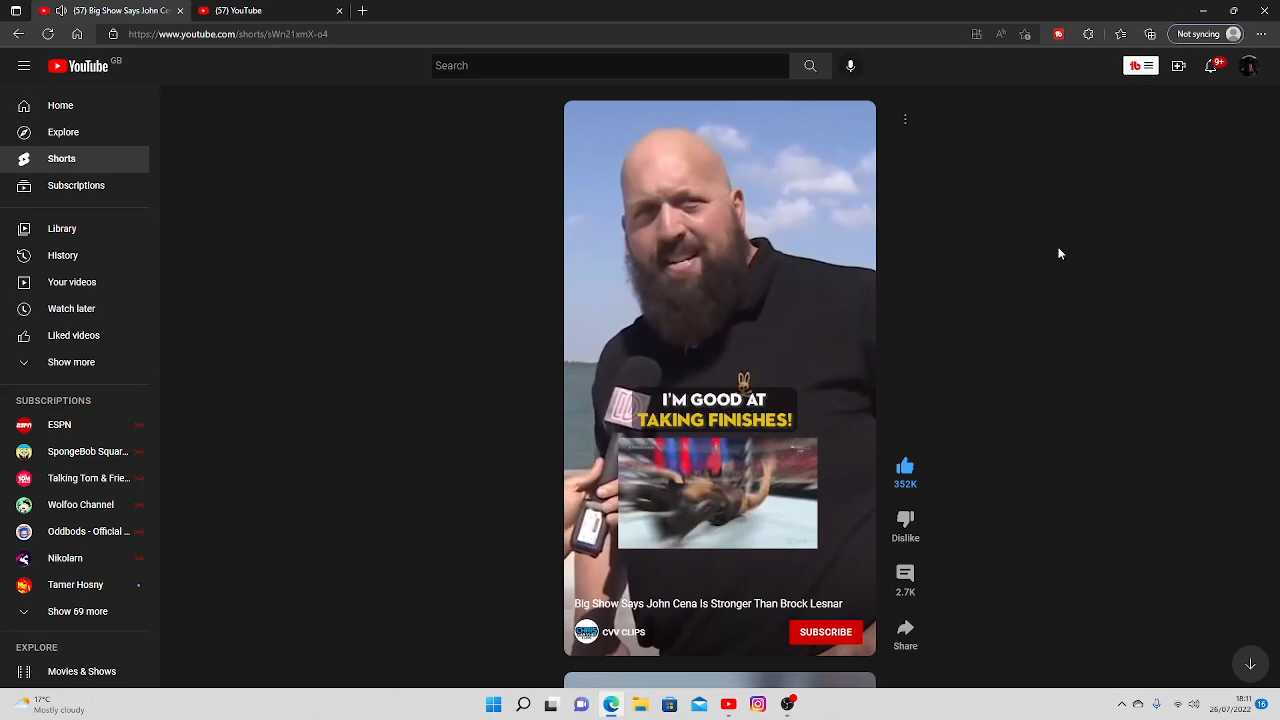 (57) Big Show Says John Ce
(57) YouTube
https://www.youtube.com/shorts/sWn21xmX-o4
Not syncing
YouTube GB
Search
9+
Home
Explore
Shorts
Subscriptions
Library
History
Your videos
Watch later
Liked videos
Show more
SUBSCRIPTIONS
ESPN
SpongeBob Squar...
Talking Tom & Frie...
Wolfoo Channel
Oddbods - Official ...
Nikolarn
Tamer Hosny
Show 69 more
EXPLORE
Movies & Shows
I'M GOOD AT
TAKING FINISHES!
Big Show Says John Cena Is Stronger Than Brock Lesnar
CVV CLIPS
SUBSCRIBE
352K
Dislike
2.7K
Share
17°C
Mostly cloudy
18:11
26/07/2022
16